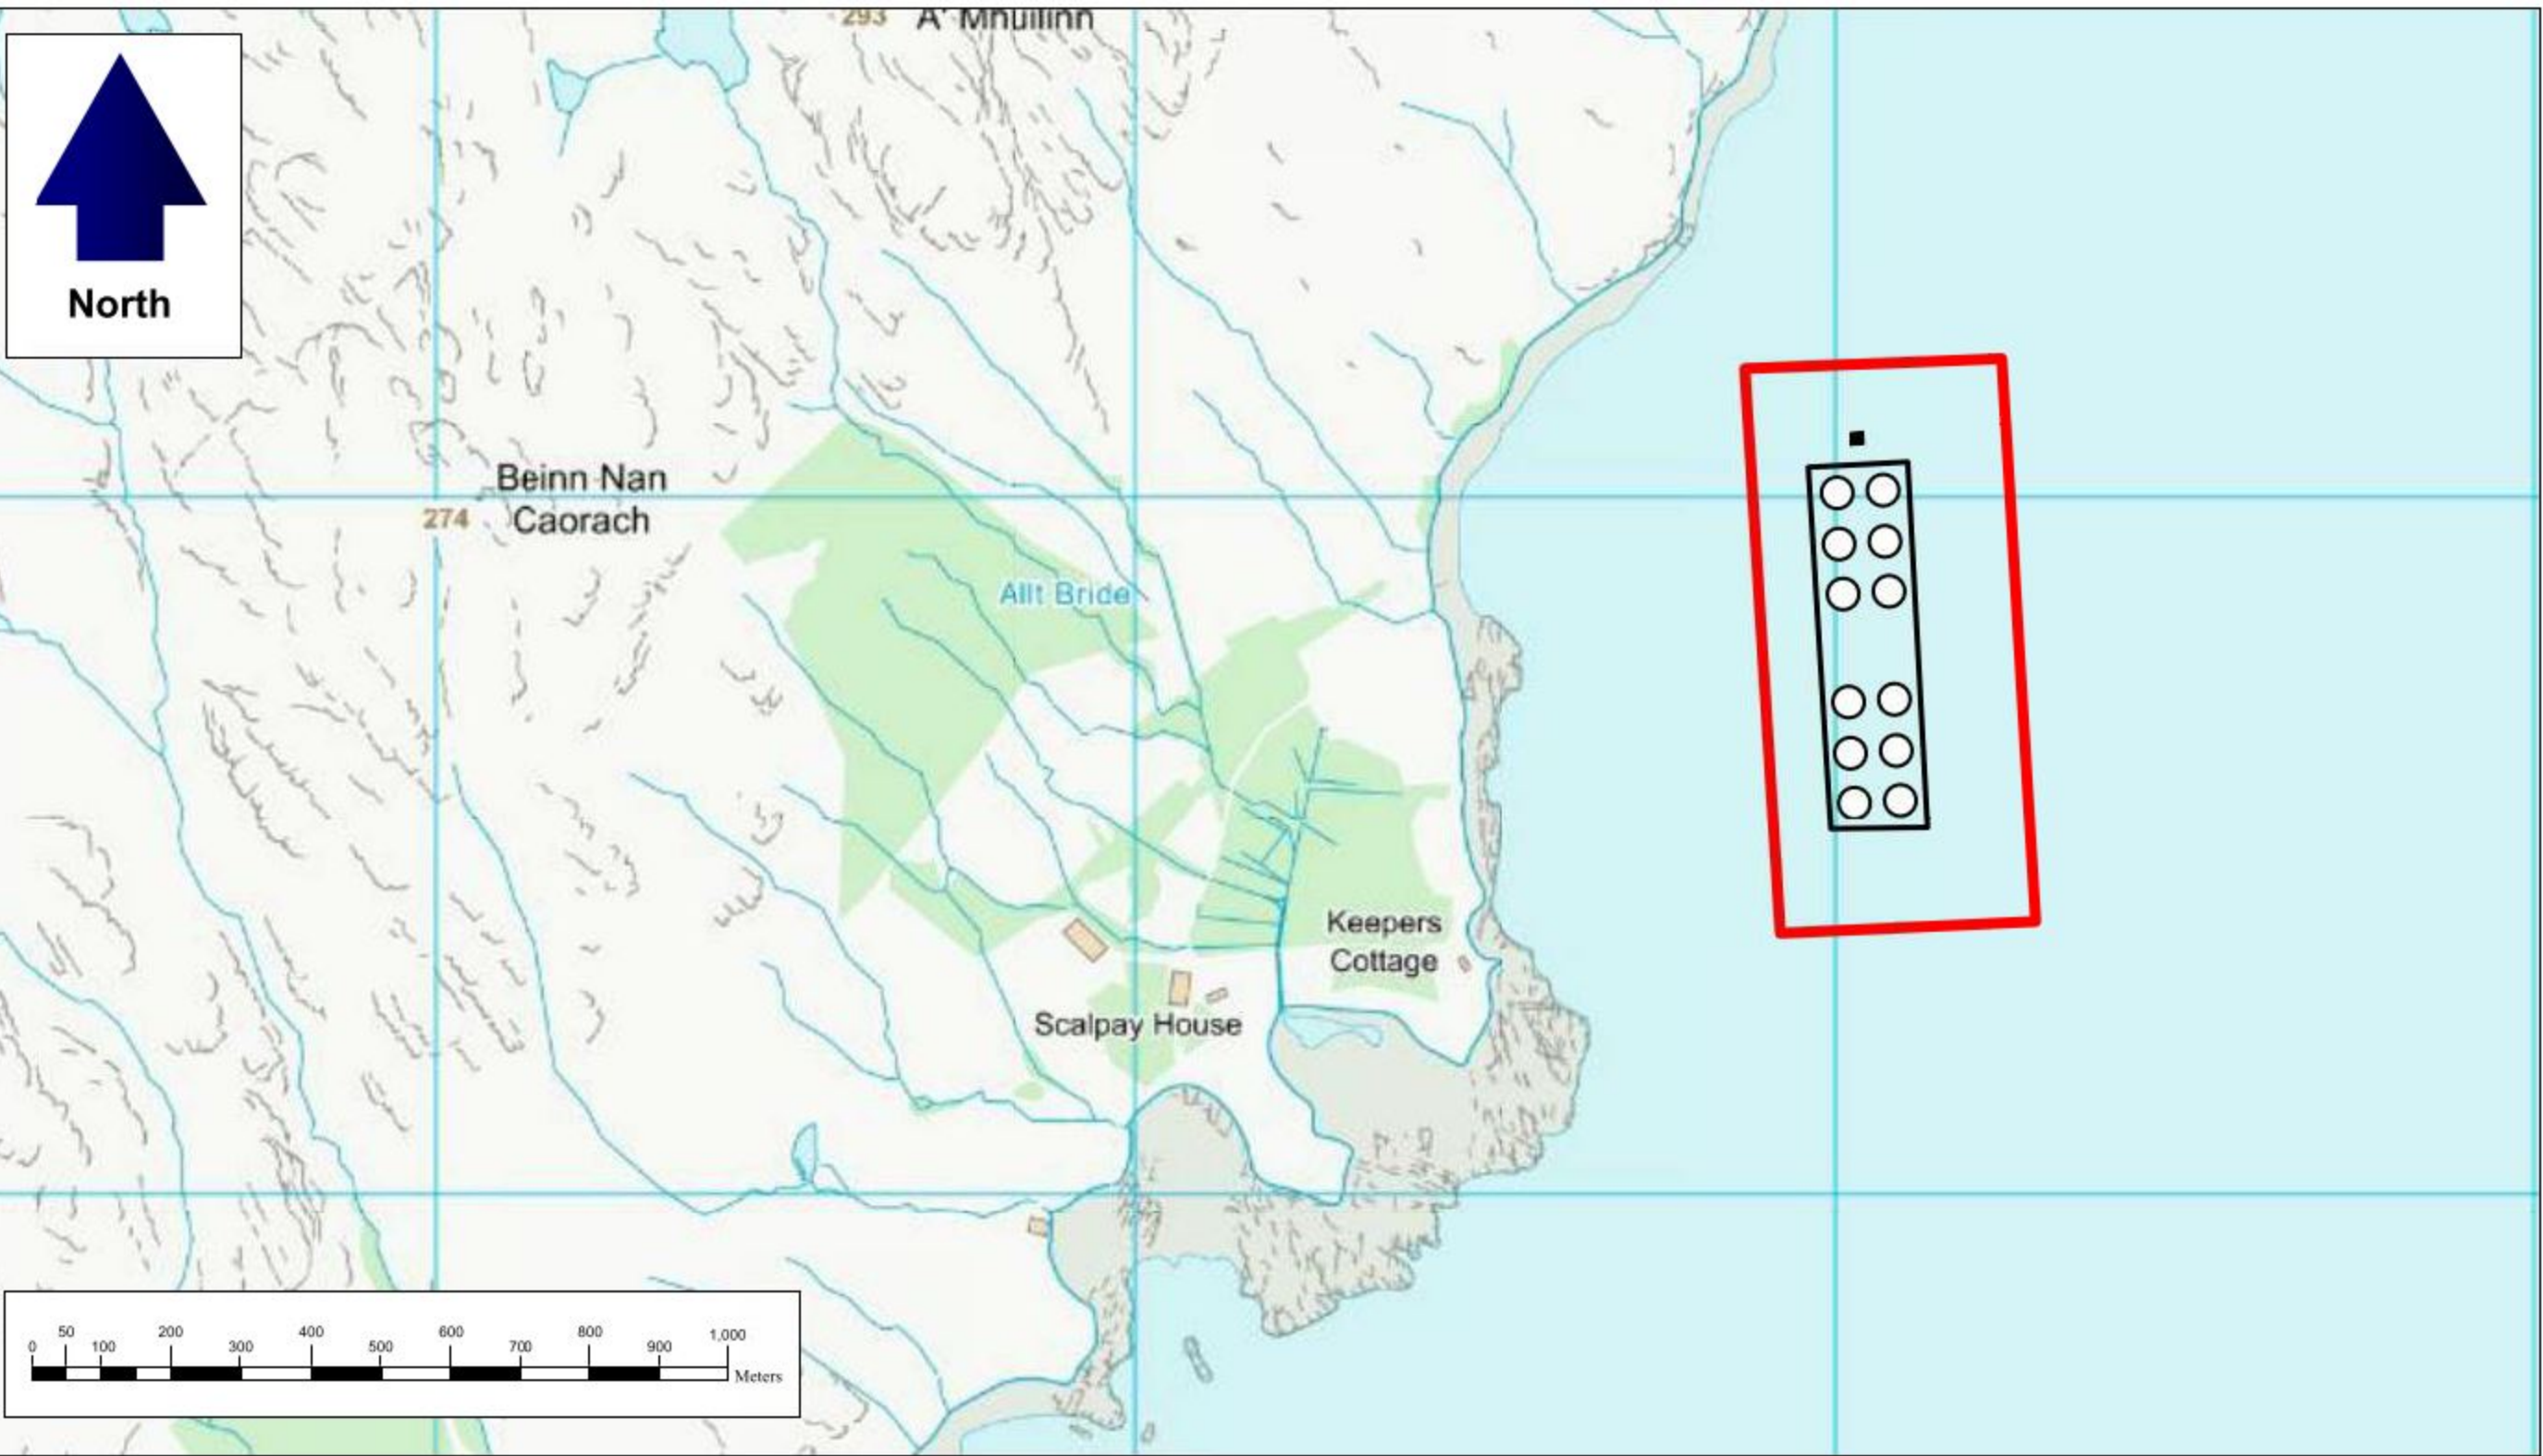 293 A' Mhuilinn
North
Beinn Nan
Caorach
274
Allt Bride
Keepers
Cottage
Scalpay House
50 200 400 600 800 1,000
0 100 300 500 700 900
Meters